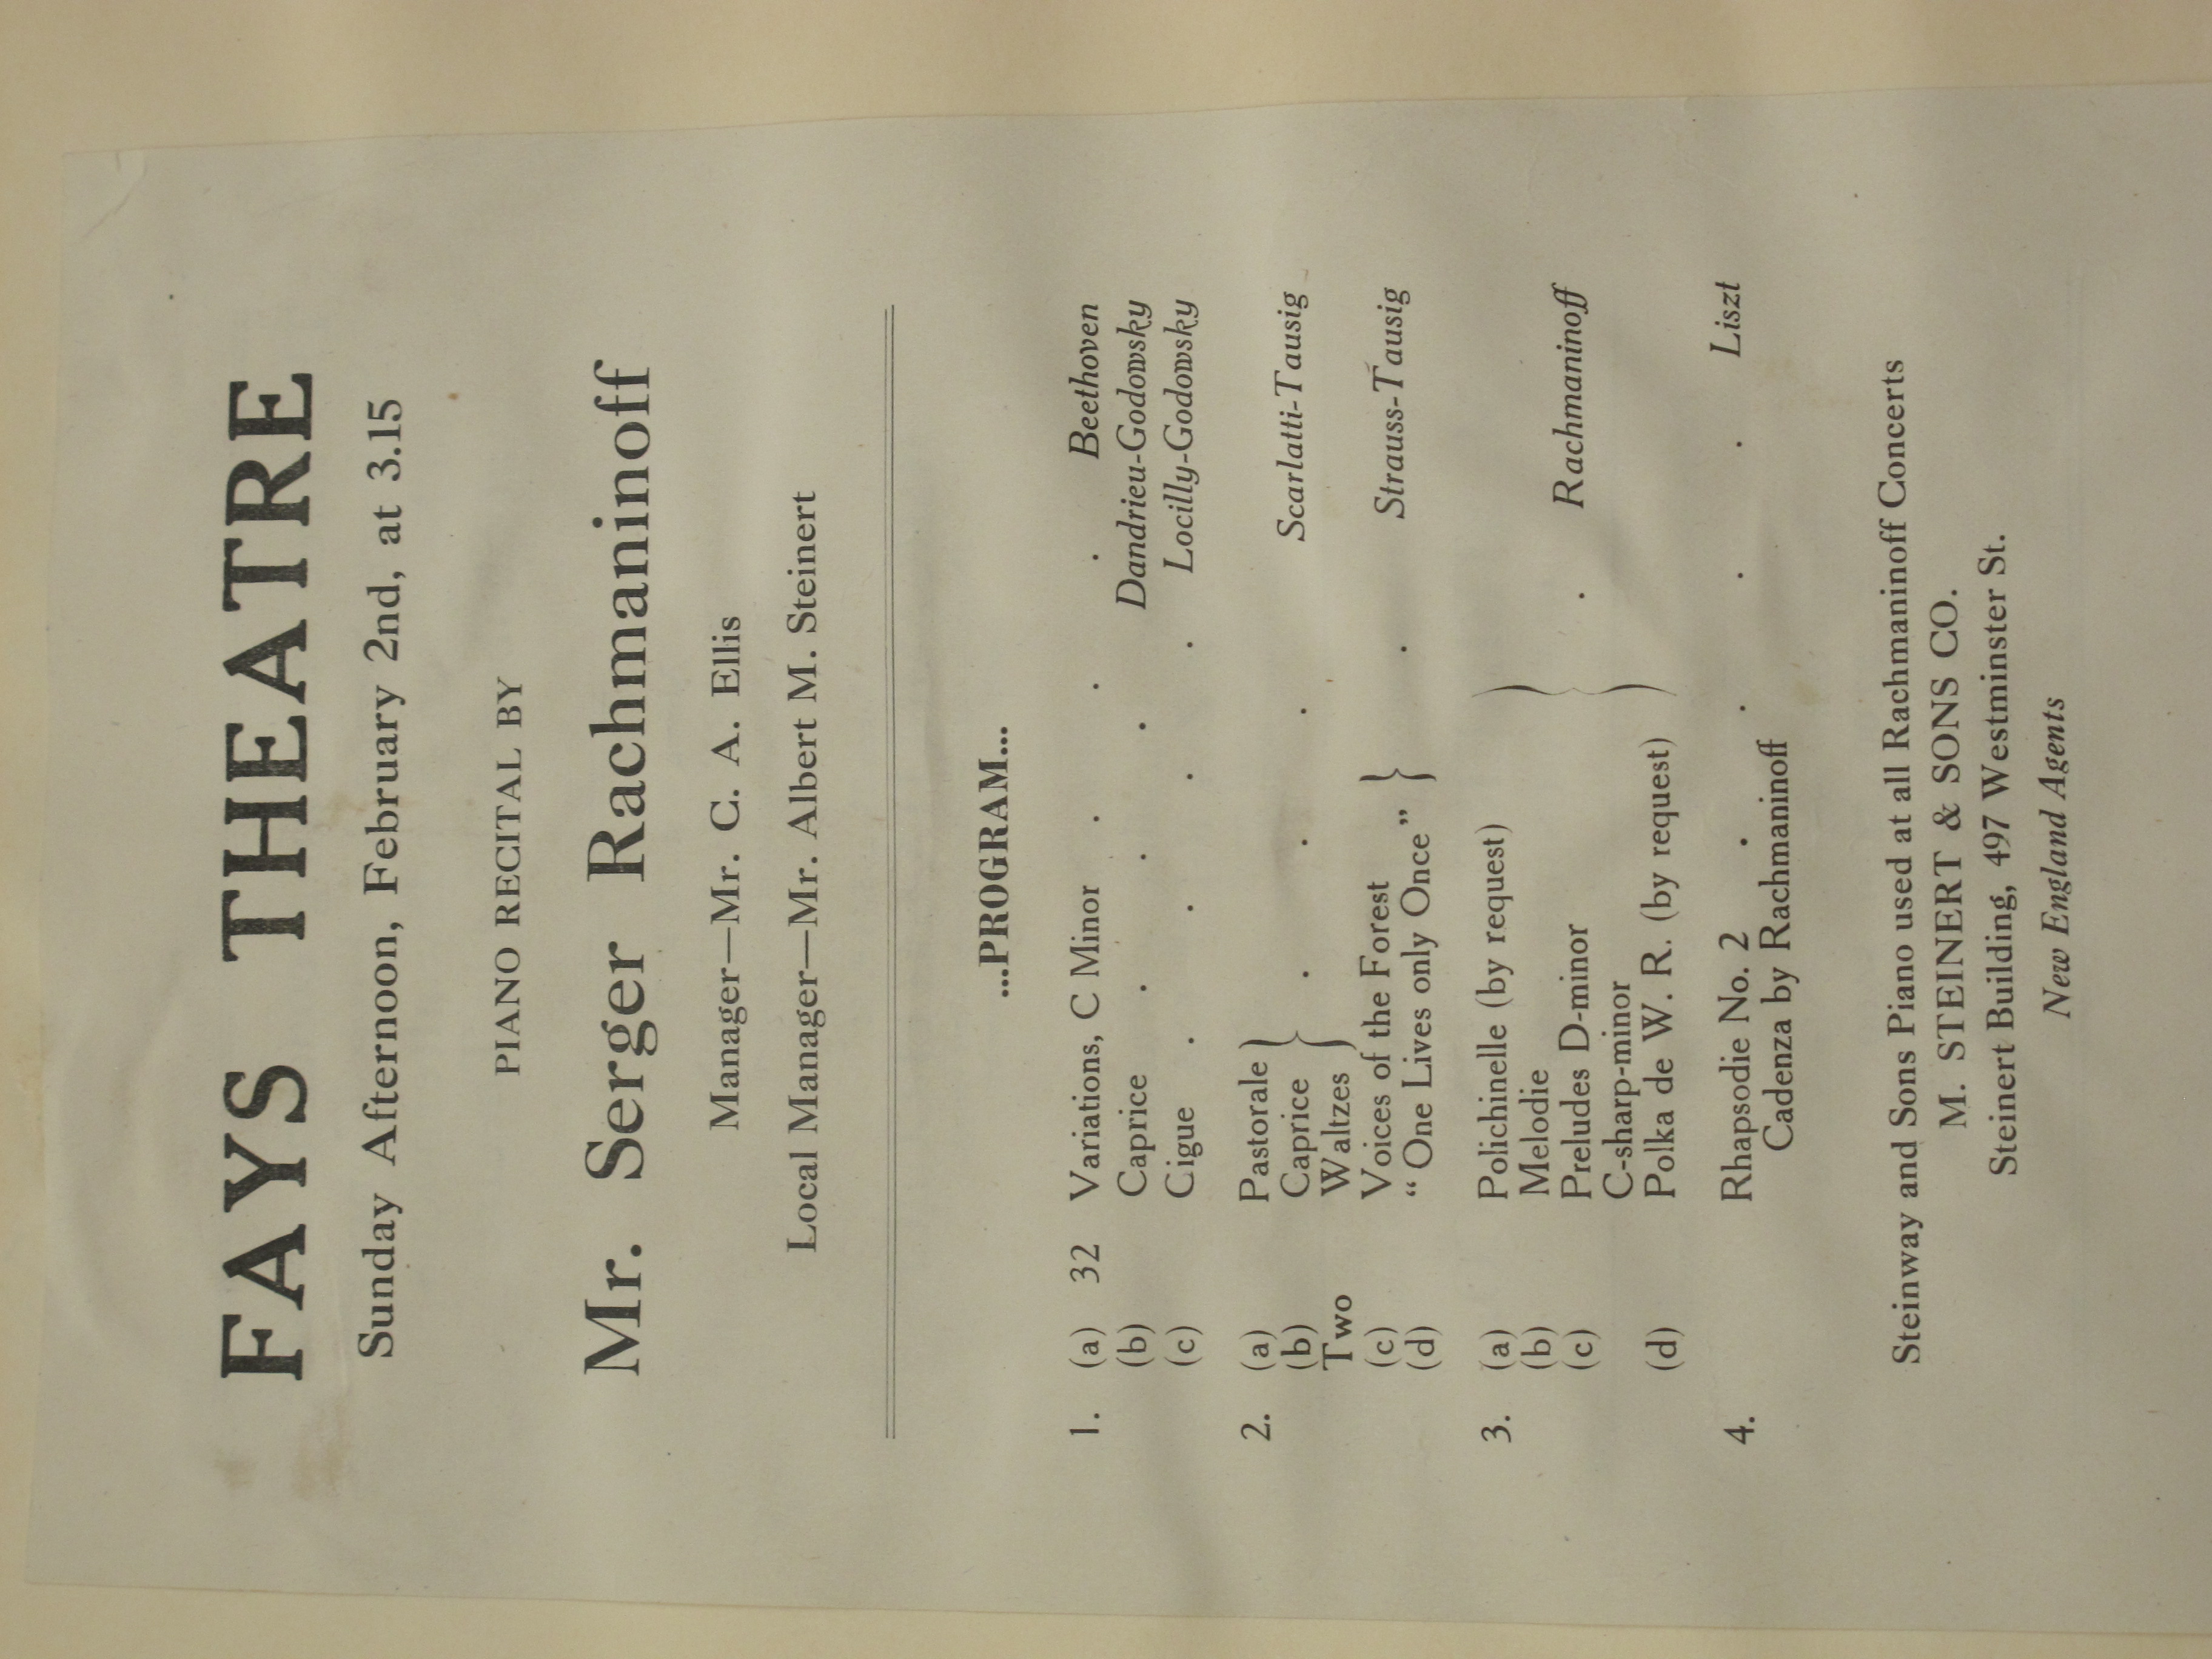 FAYS THEATRE
Sunday Afternoon, February 2nd, at 3.15
PIANO RECITAL BY
Mr. Serger Rachmaninoff
Manager—Mr. C. A. Ellis
Local Manager—Mr. Albert M. Steinert
...PROGRAM...
1. (a) 32 Variations, C Minor . . . Beethoven
(b) Caprice . . . Dandrieu-Godowsky
(c) Cigue . . . . Locilly-Godowsky
2. (a) Pastorale
(b) Caprice } . . . Scarlatti-Tausig
Two Waltzes
(c) Voices of the Forest
(d) “ One Lives only Once ” } . Strauss-Tausig
3. (a) Polichinelle (by request)
(b) Melodie
(c) Preludes D-minor } . Rachmaninoff
C-sharp-minor
(d) Polka de W. R. (by request)
4. Rhapsodie No. 2 . . . . Liszt
Cadenza by Rachmaninoff
Steinway and Sons Piano used at all Rachmaninoff Concerts
M. STEINERT & SONS CO.
Steinert Building, 497 Westminster St.
New England Agents